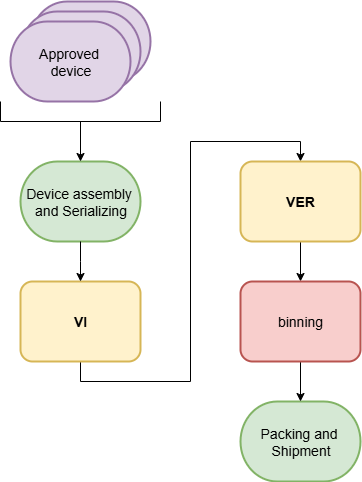 Approved
device
Device assembly
and Serializing
VI
VER
binning
Packing and
Shipment